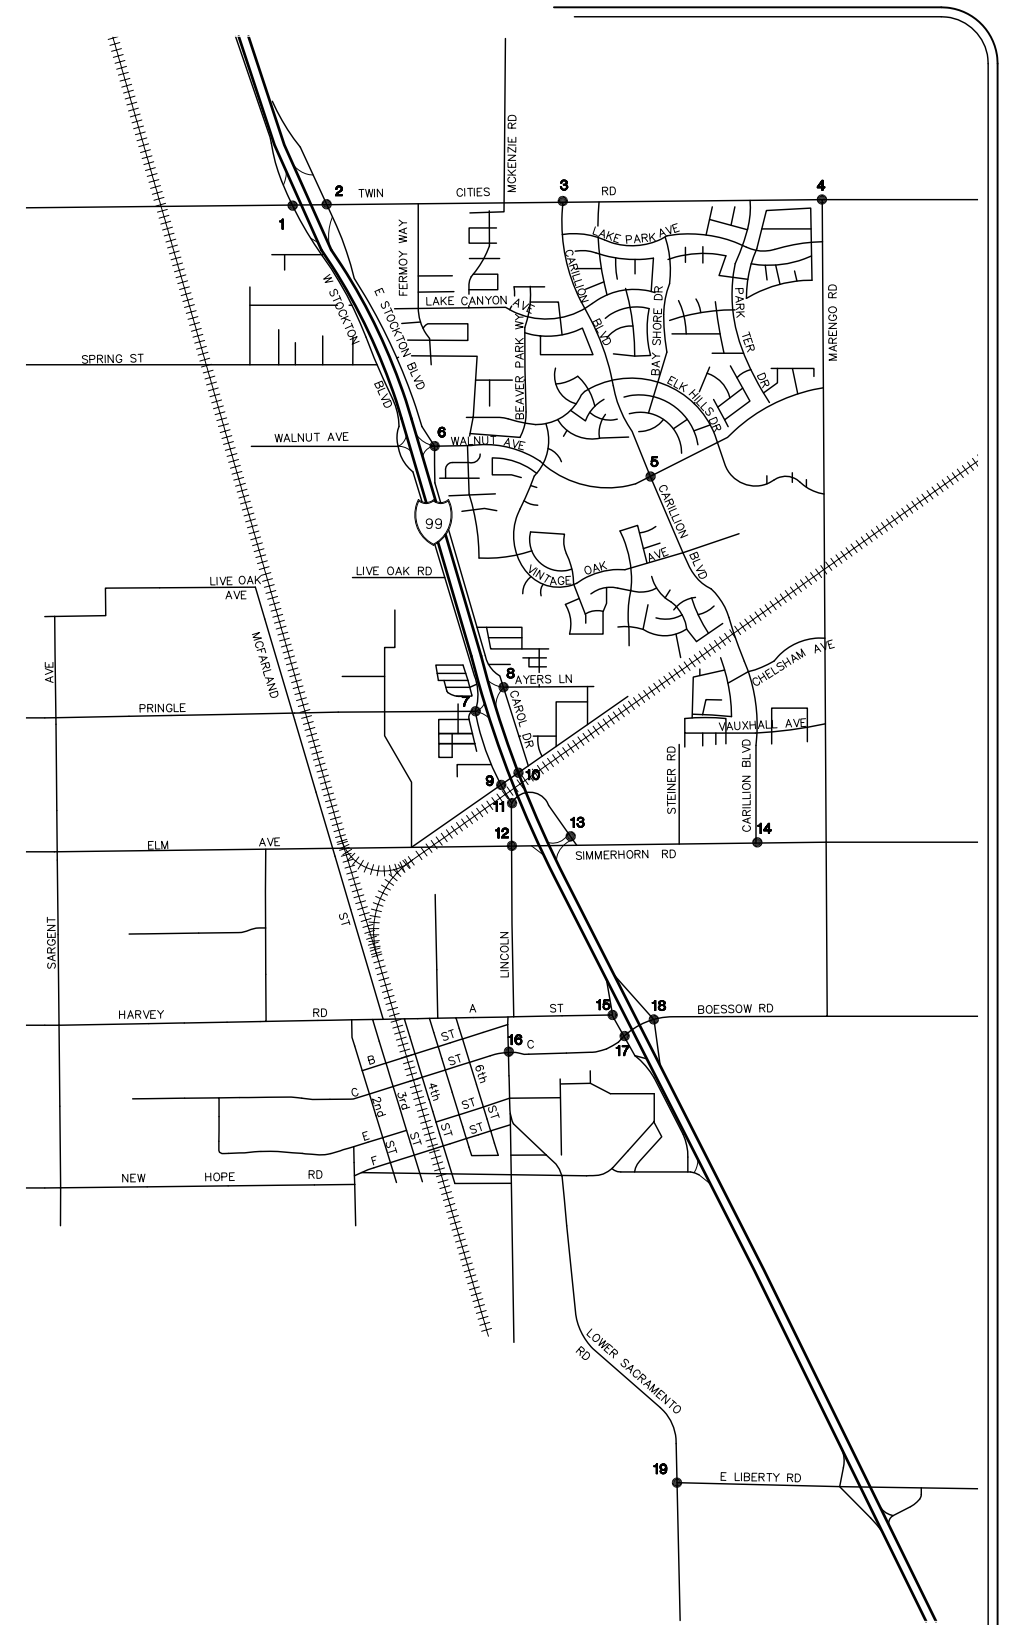 MCKENZIE RD
1
2
TWIN
CITIES
3
RD
4
FERMOY WAY
LAKE PARK AVE
CARILLION
BLVD
W STOCKTON
BLVD
E STOCKTON BLVD
LAKE CANYON AVE
BEAVER PARK WY
BAY SHORE DR
PARK
TER
DR
MARENGO RD
SPRING ST
ELK HILLS DR
WALNUT AVE
6
WALNUT AVE
5
CARILLION
BLVD
99
LIVE OAK
AVE
LIVE OAK RD
VINTAGE
OAK
AVE
MCFARLAND
AVE
CHELSHAM AVE
8
AYERS LN
7
CAROL DR
PRINGLE
VAUXHALL AVE
STEINER RD
CARILLION BLVD
9
10
11
12
13
14
ELM
AVE
SIMMERHORN RD
ST
SARGENT
LINCOLN
HARVEY
RD
A
ST
15
18
BOESSOW RD
16
C
17
B
ST
ST
C
2nd
3rd
4th
6th
ST
ST
ST
ST
ST
ST
E
F
NEW
HOPE
RD
LOWER SACRAMENTO
RD
19
E LIBERTY RD